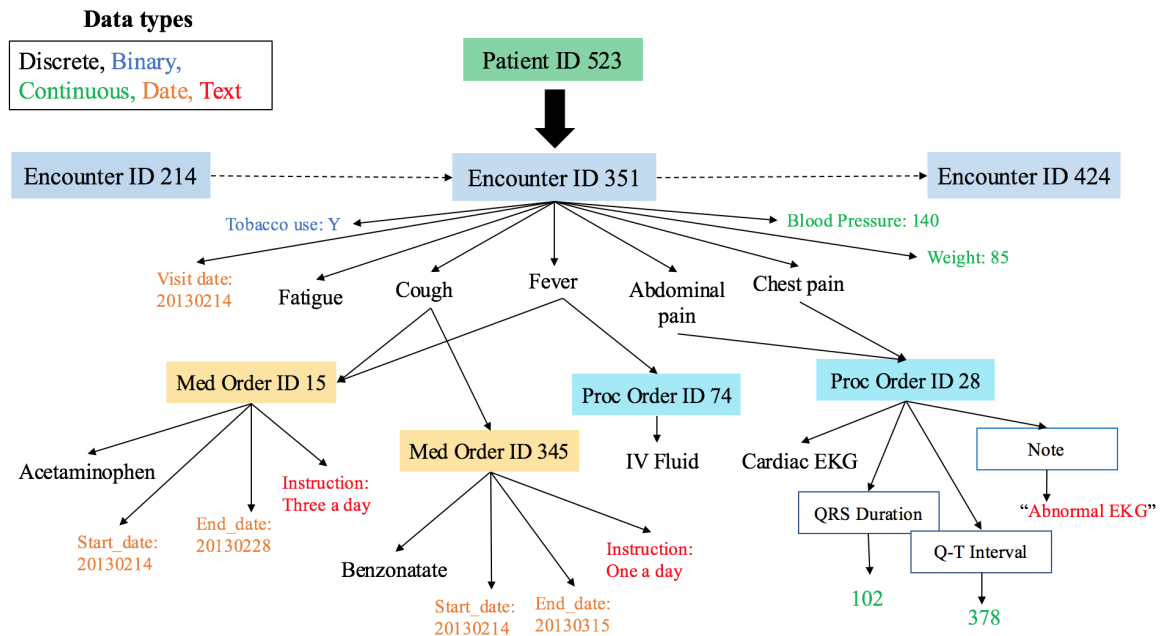 Data types
Discrete, Binary,
Continuous, Date, Text
Patient ID 523
Encounter ID 214
Encounter ID 351
Encounter ID 424
Tobacco use: Y
Blood Pressure: 140
Weight: 85
Visit date:
20130214
Fatigue
Cough
Fever
Abdominal
pain
Chest pain
Med Order ID 15
Proc Order ID 74
Proc Order ID 28
Med Order ID 345
Acetaminophen
Start_date:
20130214
End_date:
20130228
Instruction:
Three a day
IV Fluid
Cardiac EKG
Note
QRS Duration
Q-T Interval
“Abnormal EKG”
102
378
Benzonatate
Start_date:
20130214
End_date:
20130315
Instruction:
One a day